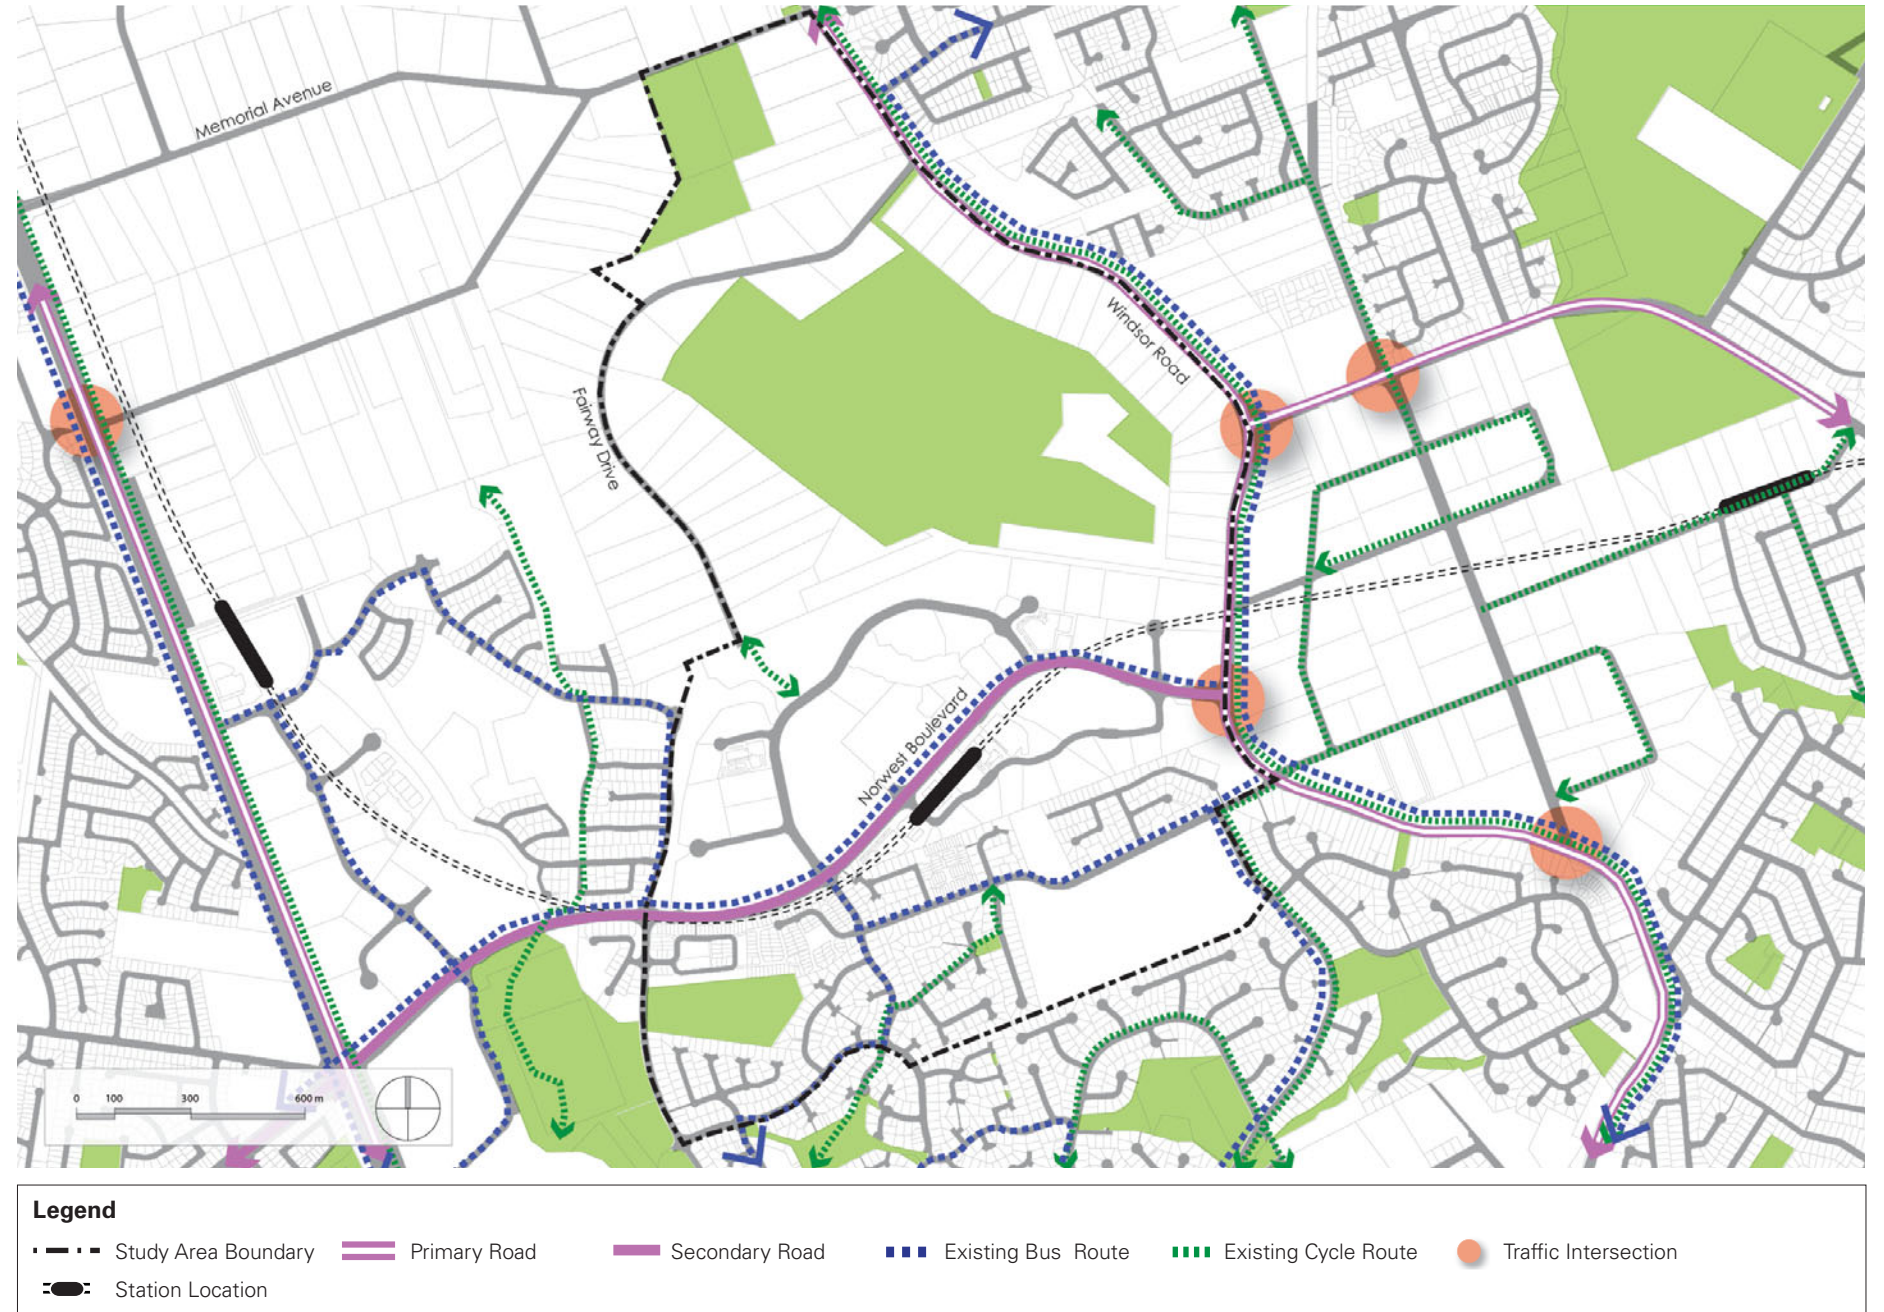 Memorial Avenue
Windsor Road
Fairway Drive
Norwest Boulevard
0 100 300 600 m
Legend
Study Area Boundary Primary Road Secondary Road Existing Bus Route Existing Cycle Route Traffic Intersection
Station Location